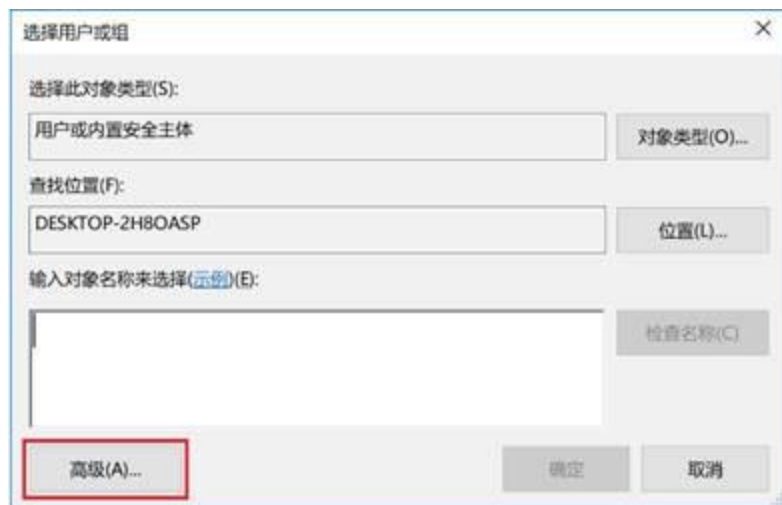 选择用户或组
选择此对象类型(S):
用户或内置安全主体
对象类型(O)...
查找位置(F):
DESKTOP-2H8OASP
位置(L)...
输入对象名称来选择(示例)(E):
检查名称(C)
高级(A)...
确定
取消